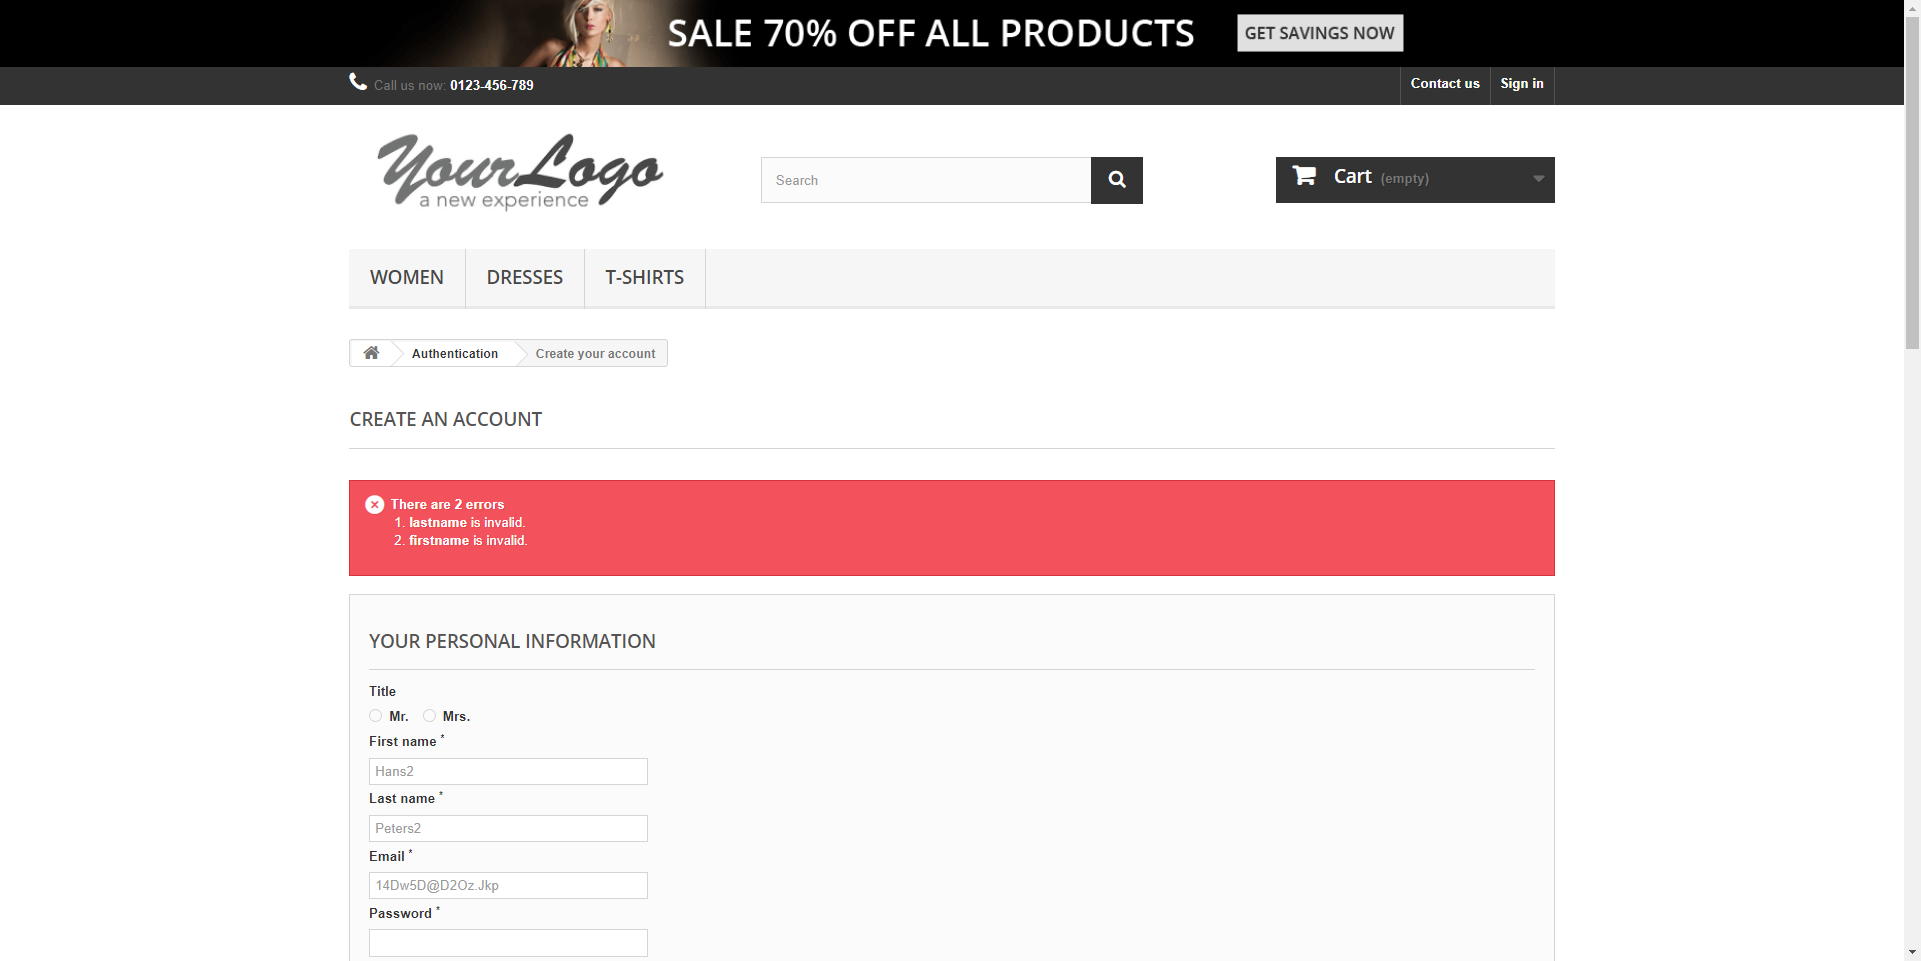 SALE 70% OFF ALL PRODUCTS GET SAVINGS NOW
Call us now: 0123-456-789 Contact us Sign in
YourLogo
a new experience
Search
Cart (empty)
WOMEN DRESSES T-SHIRTS
Authentication Create your account
CREATE AN ACCOUNT
There are 2 errors
1. lastname is invalid.
2. firstname is invalid.
YOUR PERSONAL INFORMATION
Title
Mr. Mrs.
First name *
Hans2
Last name *
Peters2
Email *
14Dw5D@D2Oz.Jkp
Password *